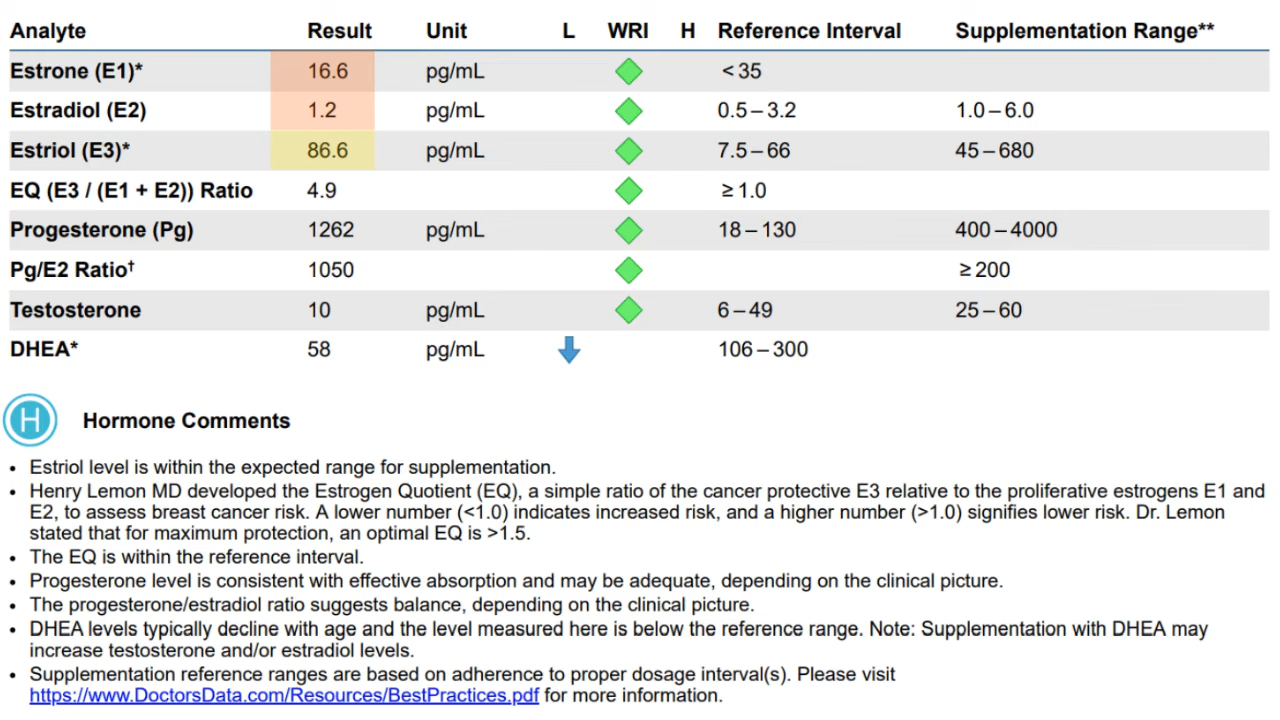 Analyte Result Unit L WRI H Reference Interval Supplementation Range**
Estrone (E1)* 16.6 pg/mL < 35
Estradiol (E2) 1.2 pg/mL 0.5 – 3.2 1.0 – 6.0
Estriol (E3)* 86.6 pg/mL 7.5 – 66 45 – 680
EQ (E3 / (E1 + E2)) Ratio 4.9 ≥ 1.0
Progesterone (Pg) 1262 pg/mL 18 – 130 400 – 4000
Pg/E2 Ratio† 1050 ≥ 200
Testosterone 10 pg/mL 6 – 49 25 – 60
DHEA* 58 pg/mL 106 – 300
H Hormone Comments
• Estriol level is within the expected range for supplementation.
• Henry Lemon MD developed the Estrogen Quotient (EQ), a simple ratio of the cancer protective E3 relative to the proliferative estrogens E1 and
E2, to assess breast cancer risk. A lower number (<1.0) indicates increased risk, and a higher number (>1.0) signifies lower risk. Dr. Lemon
stated that for maximum protection, an optimal EQ is >1.5.
• The EQ is within the reference interval.
• Progesterone level is consistent with effective absorption and may be adequate, depending on the clinical picture.
• The progesterone/estradiol ratio suggests balance, depending on the clinical picture.
• DHEA levels typically decline with age and the level measured here is below the reference range. Note: Supplementation with DHEA may
increase testosterone and/or estradiol levels.
• Supplementation reference ranges are based on adherence to proper dosage interval(s). Please visit
https://www.DoctorsData.com/Resources/BestPractices.pdf for more information.